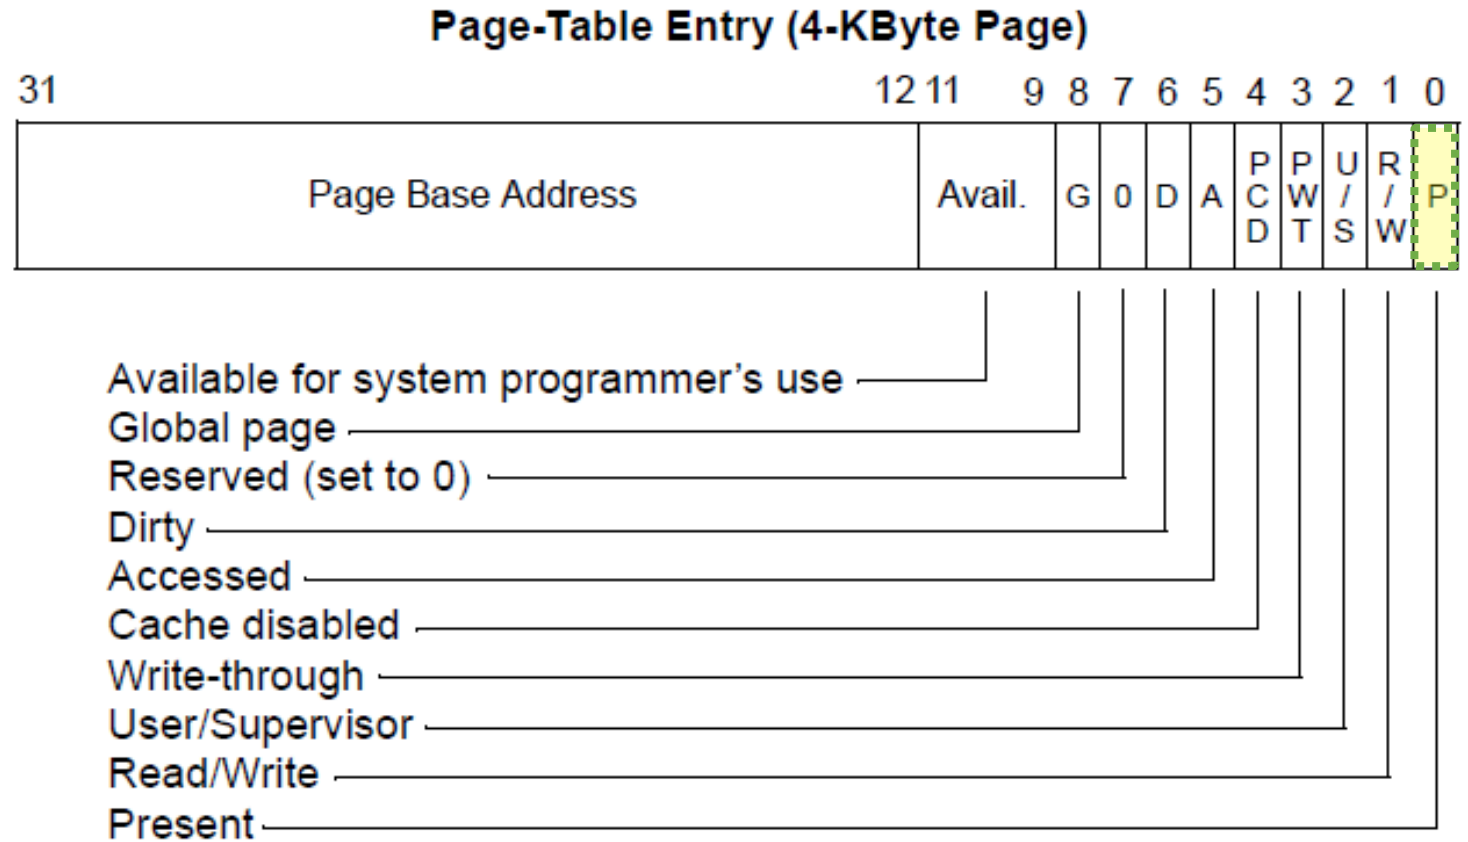 Page-Table Entry (4-KByte Page)
31 12 11 9 8 7 6 5 4 3 2 1 0
Page Base Address Avail. G 0 D A PCD PWT U/S R/W P
Available for system programmer’s use
Global page
Reserved (set to 0)
Dirty
Accessed
Cache disabled
Write-through
User/Supervisor
Read/Write
Present